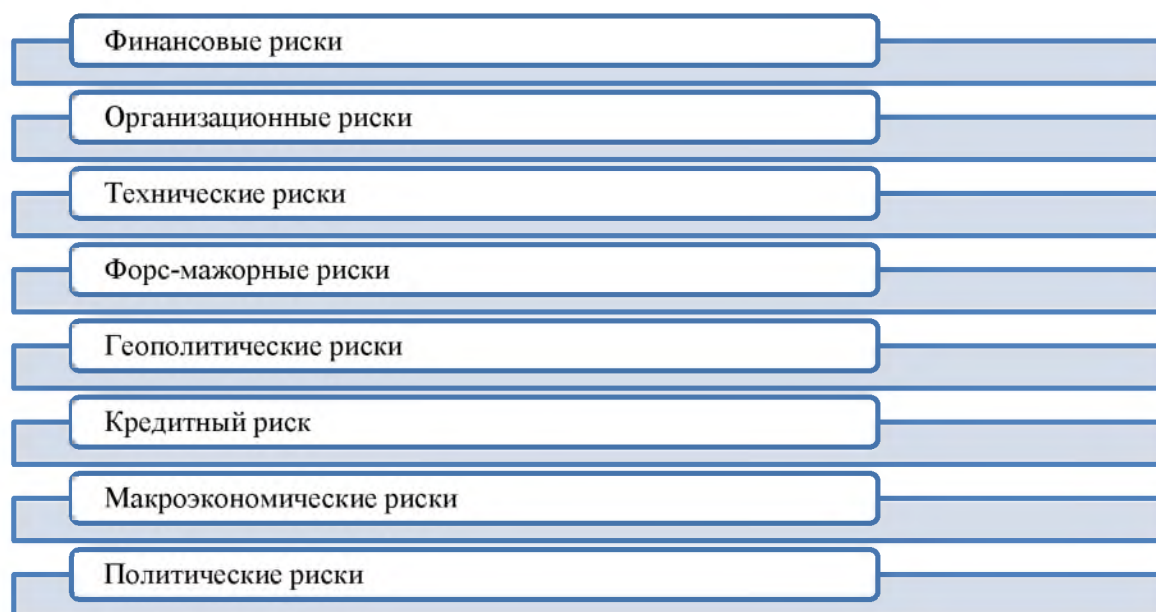 Финансовые риски
Организационные риски
Технические риски
Форс-мажорные риски
Геополитические риски
Кредитный риск
Макроэкономические риски
Политические риски